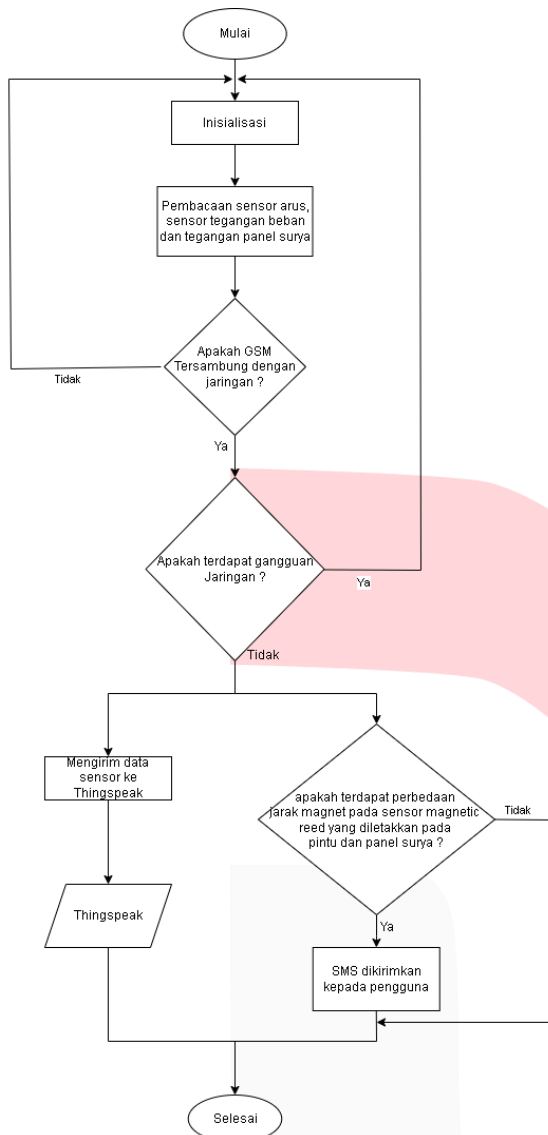 Mulai
Inisialisasi
Pembacaan sensor arus,
sensor tegangan beban
dan tegangan panel surya
Apakah GSM
Tersambung dengan
jaringan ?
Tidak
Ya
Apakah terdapat gangguan
Jaringan ?
Ya
Tidak
Mengirim data
sensor ke
Thingspeak
apakah terdapat perbedaan
jarak magnet pada sensor magnetic
reed yang diletakkan pada
pintu dan panel surya ?
Tidak
Thingspeak
Ya
SMS dikirimkan
kepada pengguna
Selesai